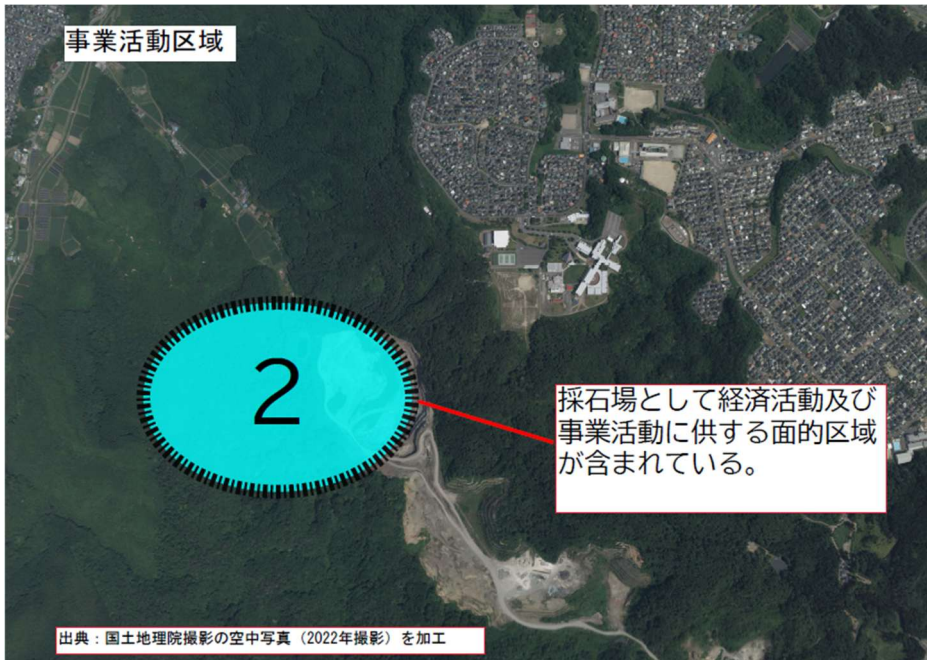 事業活動区域
2
採石場として経済活動及び
事業活動に供する面的区域
が含まれている。
出典：国土地理院撮影の空中写真（2022年撮影）を加工